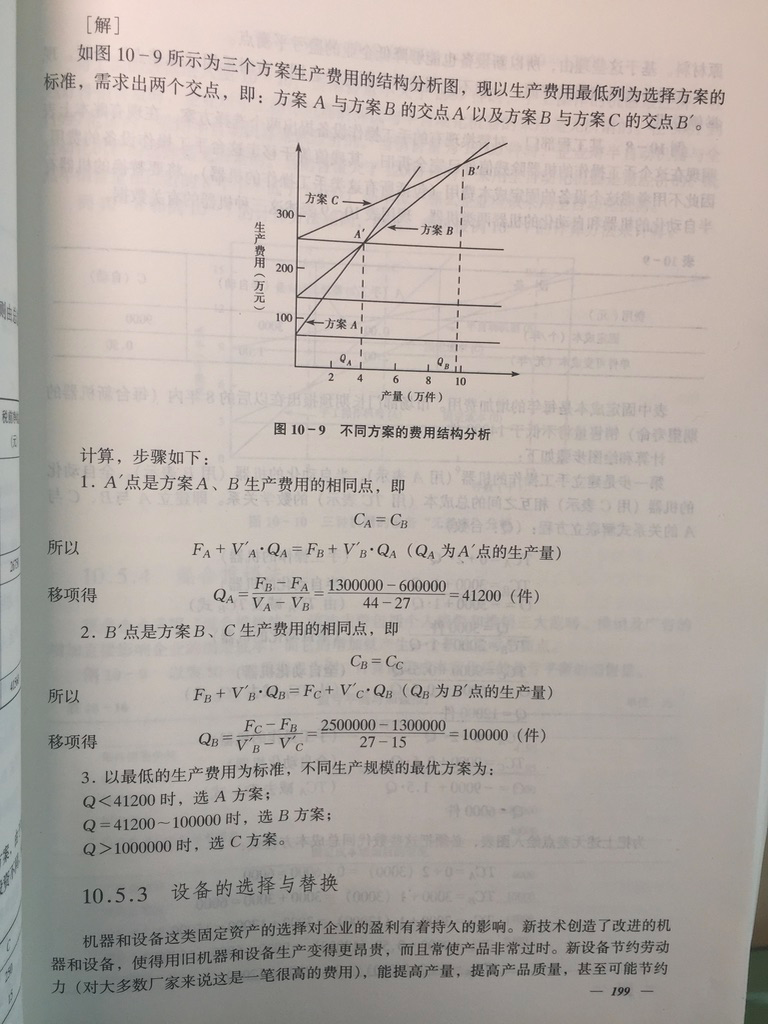 ［解］
如图 10－9 所示为三个方案生产费用的结构分析图，现以生产费用最低列为选择方案的
标准，需求出两个交点，即：方案 A 与方案 B 的交点 A′以及方案 B 与方案 C 的交点 B′。
生产费用（万元）
300
200
100
方案 C
方案 B
方案 A
A′
B′
Q_A
Q_B
2 4 6 8 10
产量（万件）
图 10－9 不同方案的费用结构分析
计算，步骤如下：
1．A′点是方案 A、B 生产费用的相同点，即
C_A = C_B
所以 F_A + V′_A·Q_A = F_B + V′_B·Q_A（Q_A 为 A′点的生产量）
移项得 Q_A = (F_B − F_A)/(V_A − V_B) = (1300000 − 600000)/(44 − 27) = 41200（件）
2．B′点是方案 B、C 生产费用的相同点，即
C_B = C_C
所以 F_B + V′_B·Q_B = F_C + V′_C·Q_B（Q_B 为 B′点的生产量）
移项得 Q_B = (F_C − F_B)/(V′_B − V′_C) = (2500000 − 1300000)/(27 − 15) = 100000（件）
3．以最低的生产费用为标准，不同生产规模的最优方案为：
Q＜41200 时，选 A 方案；
Q＝41200～100000 时，选 B 方案；
Q＞1000000 时，选 C 方案。
10.5.3 设备的选择与替换
机器和设备这类固定资产的选择对企业的盈利有着持久的影响。新技术创造了改进的机
器和设备，使得用旧机器和设备生产变得更昂贵，而且常使产品非常过时。新设备节约劳动
力（对大多数厂家来说这是一笔很高的费用），能提高产量，提高产品质量，甚至可能节约
— 199 —